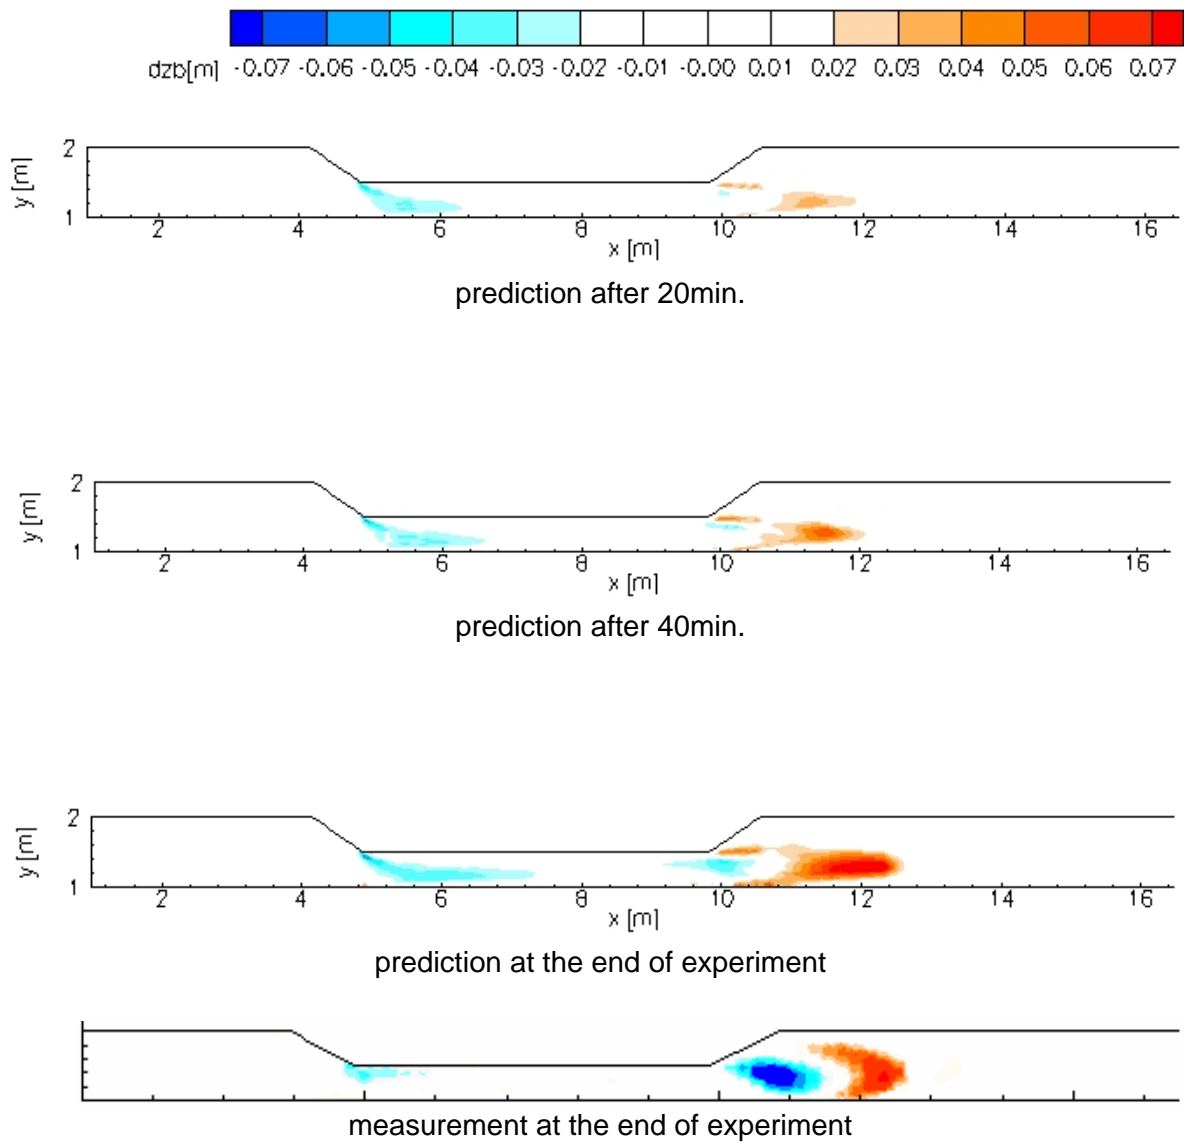 dzb[m] -0.07 -0.06 -0.05 -0.04 -0.03 -0.02 -0.01 -0.00 0.01 0.02 0.03 0.04 0.05 0.06 0.07
2
y [m]
1
2 4 6 8 10 12 14 16
x [m]
prediction after 20min.
2
y [m]
1
2 4 6 8 10 12 14 16
x [m]
prediction after 40min.
2
y [m]
1
2 4 6 8 10 12 14 16
x [m]
prediction at the end of experiment
measurement at the end of experiment